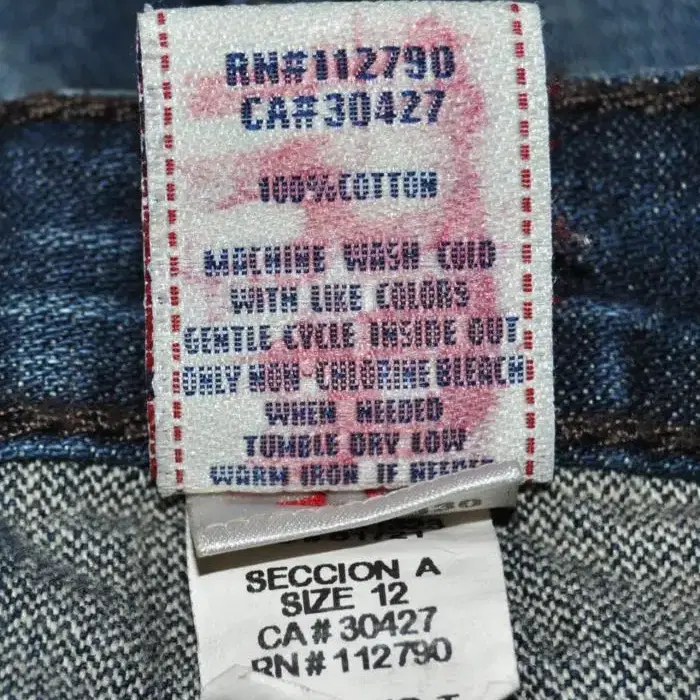 RN#112790
CA#30427
100%COTTON
MACHINE WASH COLD
WITH LIKE COLORS
GENTLE CYCLE INSIDE OUT
ONLY NON-CHLORINE BLEACH
WHEN NEEDED
TUMBLE DRY LOW
WARM IRON IF NEEDED
SECCION A
SIZE 12
CA#30427
RN#112790